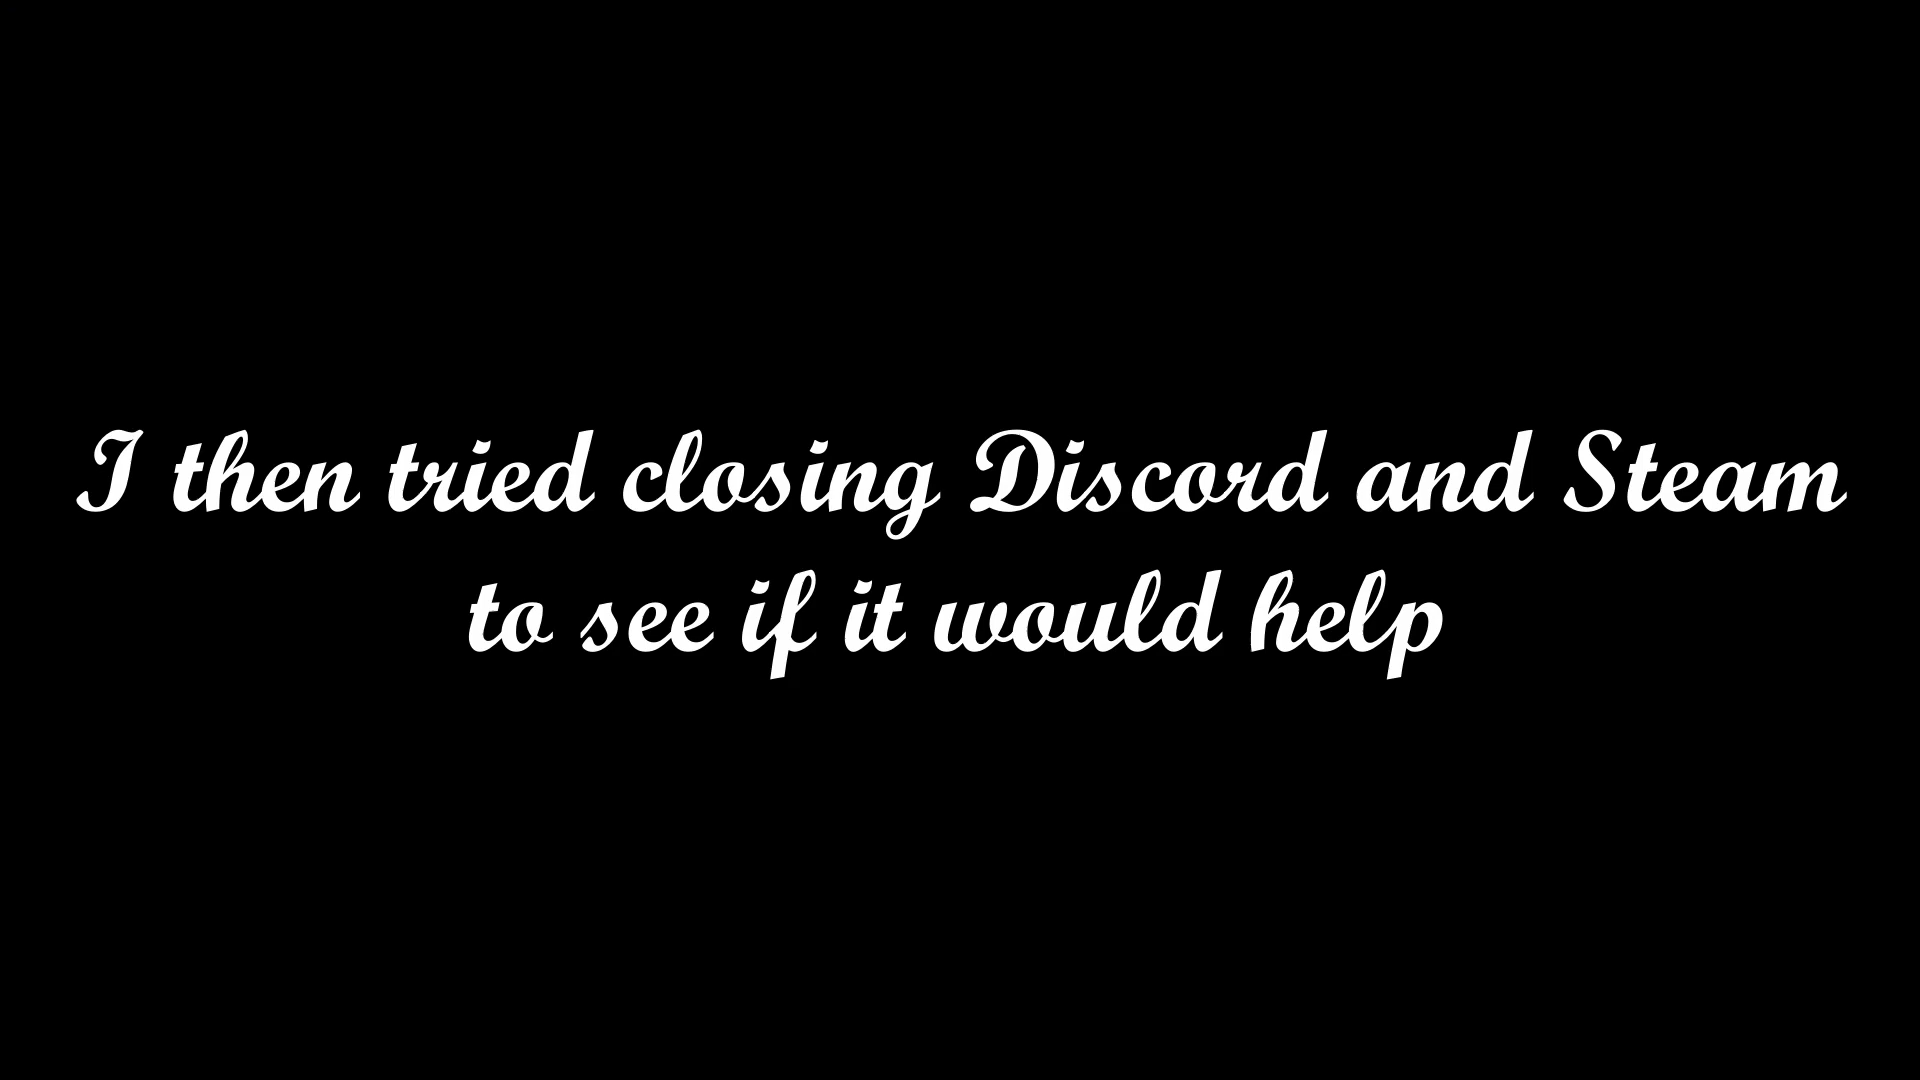 I then tried closing Discord and Steam
to see if it would help